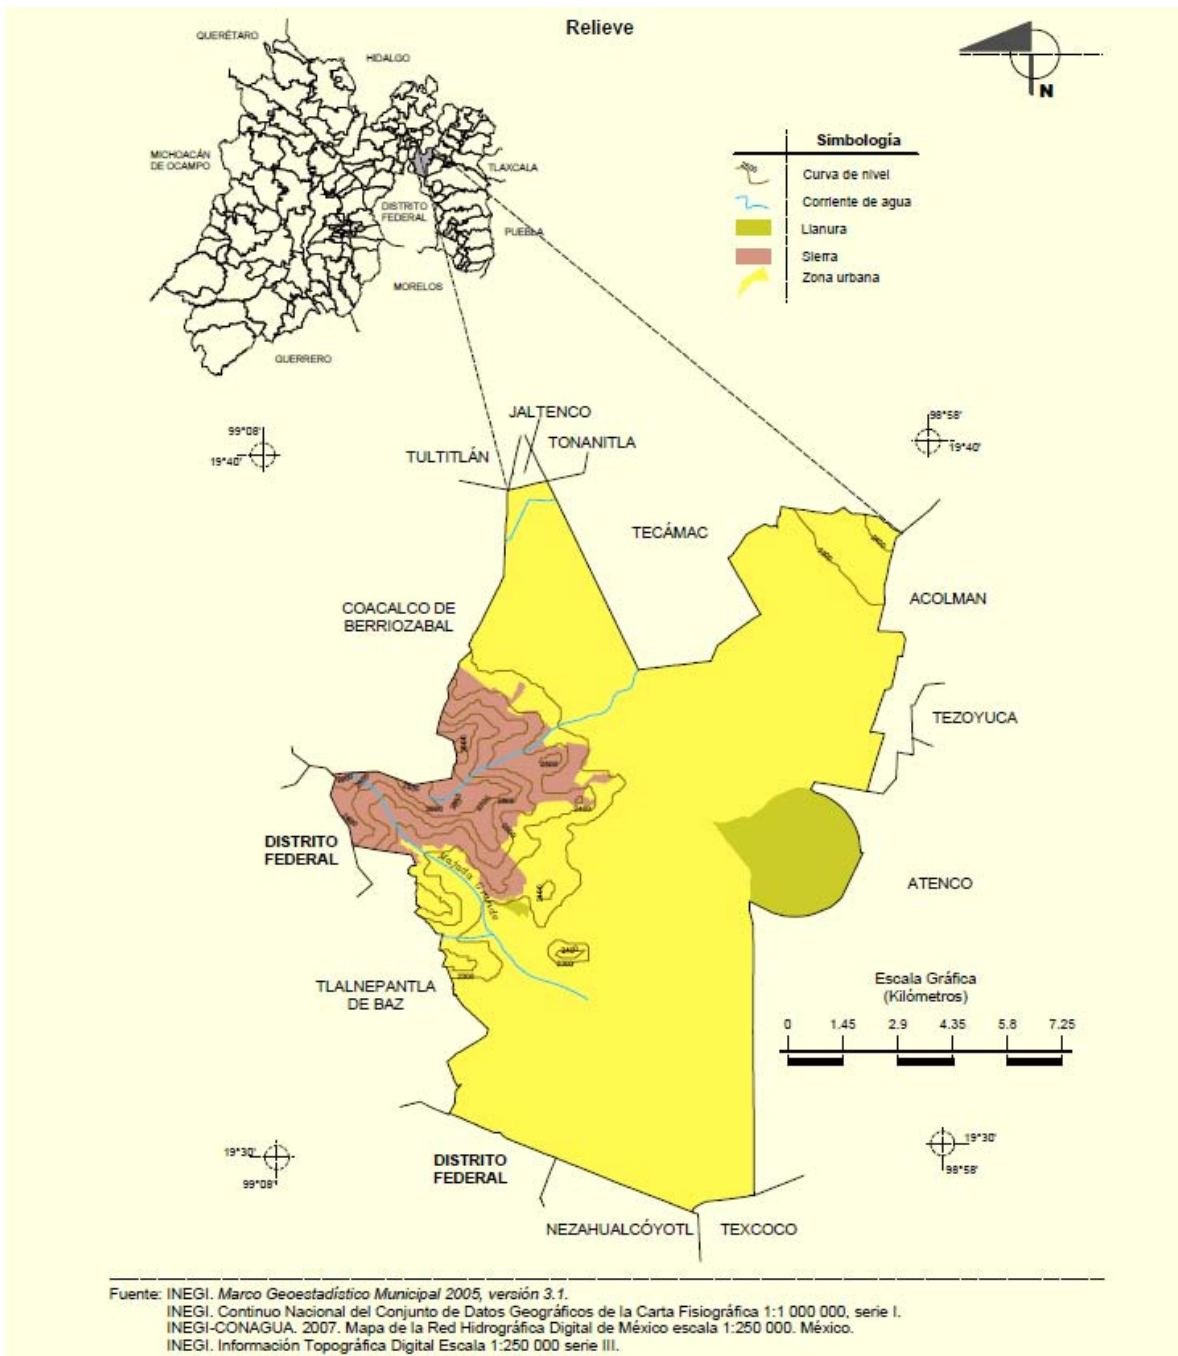 Relieve
QUERÉTARO
HIDALGO
MICHOACÁN
DE OCAMPO
TLAXCALA
DISTRITO
FEDERAL
PUEBLA
MORELOS
GUERRERO
N
Simbología
2500
Curva de nivel
Corriente de agua
Llanura
Sierra
Zona urbana
JALTENCO
TULTITLÁN
TONANITLA
99°08'
19°40'
98°58'
19°40'
TECÁMAC
COACALCO DE
BERRIOZABAL
ACOLMAN
TEZOYUCA
DISTRITO
FEDERAL
ATENCO
TLALNEPANTLA
DE BAZ
2400
2300
2300
Escala Gráfica
(Kilómetros)
0 1.45 2.9 4.35 5.8 7.25
19°30'
99°08'
19°30'
98°58'
DISTRITO
FEDERAL
NEZAHUALCÓYOTL
TEXCOCO
Fuente: INEGI. Marco Geoestadístico Municipal 2005, versión 3.1.
INEGI. Continuo Nacional del Conjunto de Datos Geográficos de la Carta Fisiográfica 1:1 000 000, serie I.
INEGI-CONAGUA. 2007. Mapa de la Red Hidrográfica Digital de México escala 1:250 000. México.
INEGI. Información Topográfica Digital Escala 1:250 000 serie III.